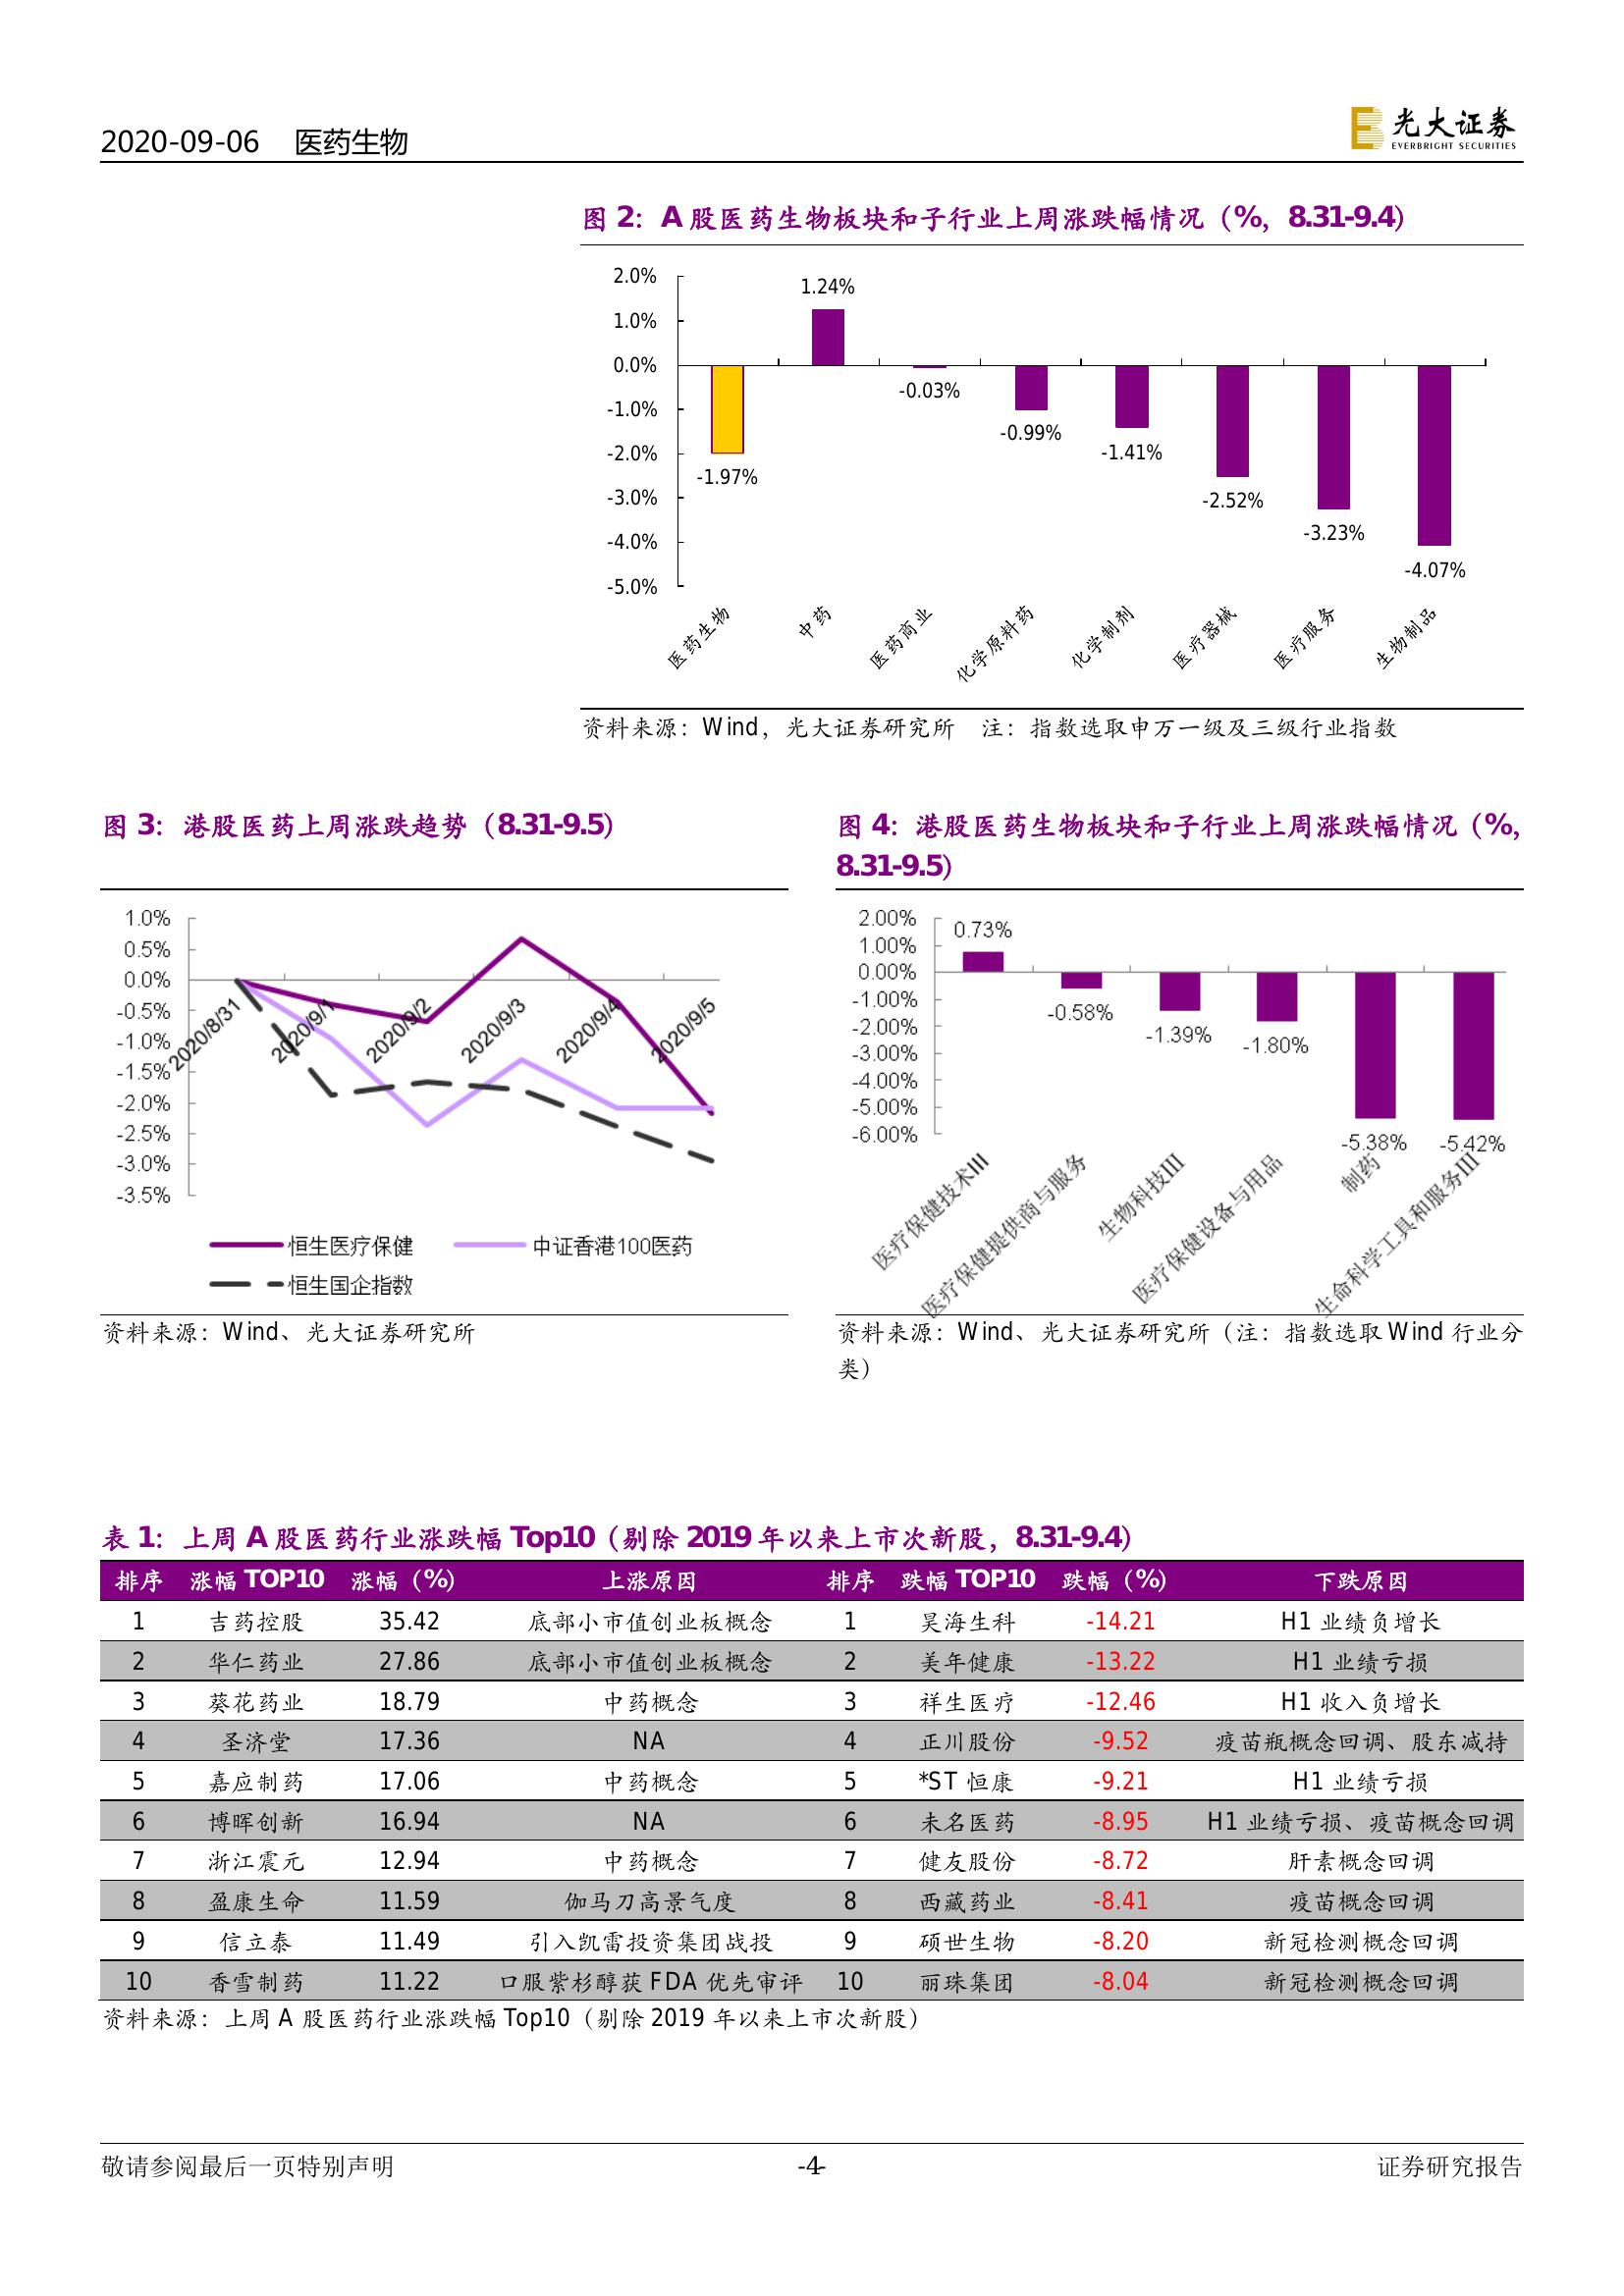 2020-09-06 医药生物
光大证券
EVERBRIGHT SECURITIES
图 2：A 股医药生物板块和子行业上周涨跌幅情况（%，8.31-9.4）
2.0%
1.0%
0.0%
-1.0%
-2.0%
-3.0%
-4.0%
-5.0%
-1.97%
1.24%
-0.03%
-0.99%
-1.41%
-2.52%
-3.23%
-4.07%
医药生物
中药
医药商业
化学原料药
化学制剂
医疗器械
医疗服务
生物制品
资料来源：Wind，光大证券研究所 注：指数选取申万一级及三级行业指数
图 3：港股医药上周涨跌趋势（8.31-9.5）
1.0%
0.5%
0.0%
-0.5%
-1.0%
-1.5%
-2.0%
-2.5%
-3.0%
-3.5%
2020/8/31
2020/9/1
2020/9/2
2020/9/3
2020/9/4
2020/9/5
恒生医疗保健
中证香港100医药
恒生国企指数
资料来源：Wind、光大证券研究所
图 4：港股医药生物板块和子行业上周涨跌幅情况（%，
8.31-9.5）
2.00%
1.00%
0.00%
-1.00%
-2.00%
-3.00%
-4.00%
-5.00%
-6.00%
0.73%
-0.58%
-1.39%
-1.80%
-5.38%
-5.42%
医疗保健技术III
医疗保健提供商与服务
生物科技III
医疗保健设备与用品
制药
生命科学工具和服务III
资料来源：Wind、光大证券研究所（注：指数选取 Wind 行业分
类）
表 1：上周 A 股医药行业涨跌幅 Top10（剔除 2019 年以来上市次新股，8.31-9.4）
排序 涨幅 TOP10 涨幅（%） 上涨原因 排序 跌幅 TOP10 跌幅（%） 下跌原因
1 吉药控股 35.42 底部小市值创业板概念 1 昊海生科 -14.21 H1 业绩负增长
2 华仁药业 27.86 底部小市值创业板概念 2 美年健康 -13.22 H1 业绩亏损
3 葵花药业 18.79 中药概念 3 祥生医疗 -12.46 H1 收入负增长
4 圣济堂 17.36 NA 4 正川股份 -9.52 疫苗瓶概念回调、股东减持
5 嘉应制药 17.06 中药概念 5 *ST 恒康 -9.21 H1 业绩亏损
6 博晖创新 16.94 NA 6 未名医药 -8.95 H1 业绩亏损、疫苗概念回调
7 浙江震元 12.94 中药概念 7 健友股份 -8.72 肝素概念回调
8 盈康生命 11.59 伽马刀高景气度 8 西藏药业 -8.41 疫苗概念回调
9 信立泰 11.49 引入凯雷投资集团战投 9 硕世生物 -8.20 新冠检测概念回调
10 香雪制药 11.22 口服紫杉醇获 FDA 优先审评 10 丽珠集团 -8.04 新冠检测概念回调
资料来源：上周 A 股医药行业涨跌幅 Top10（剔除 2019 年以来上市次新股）
敬请参阅最后一页特别声明 -4- 证券研究报告